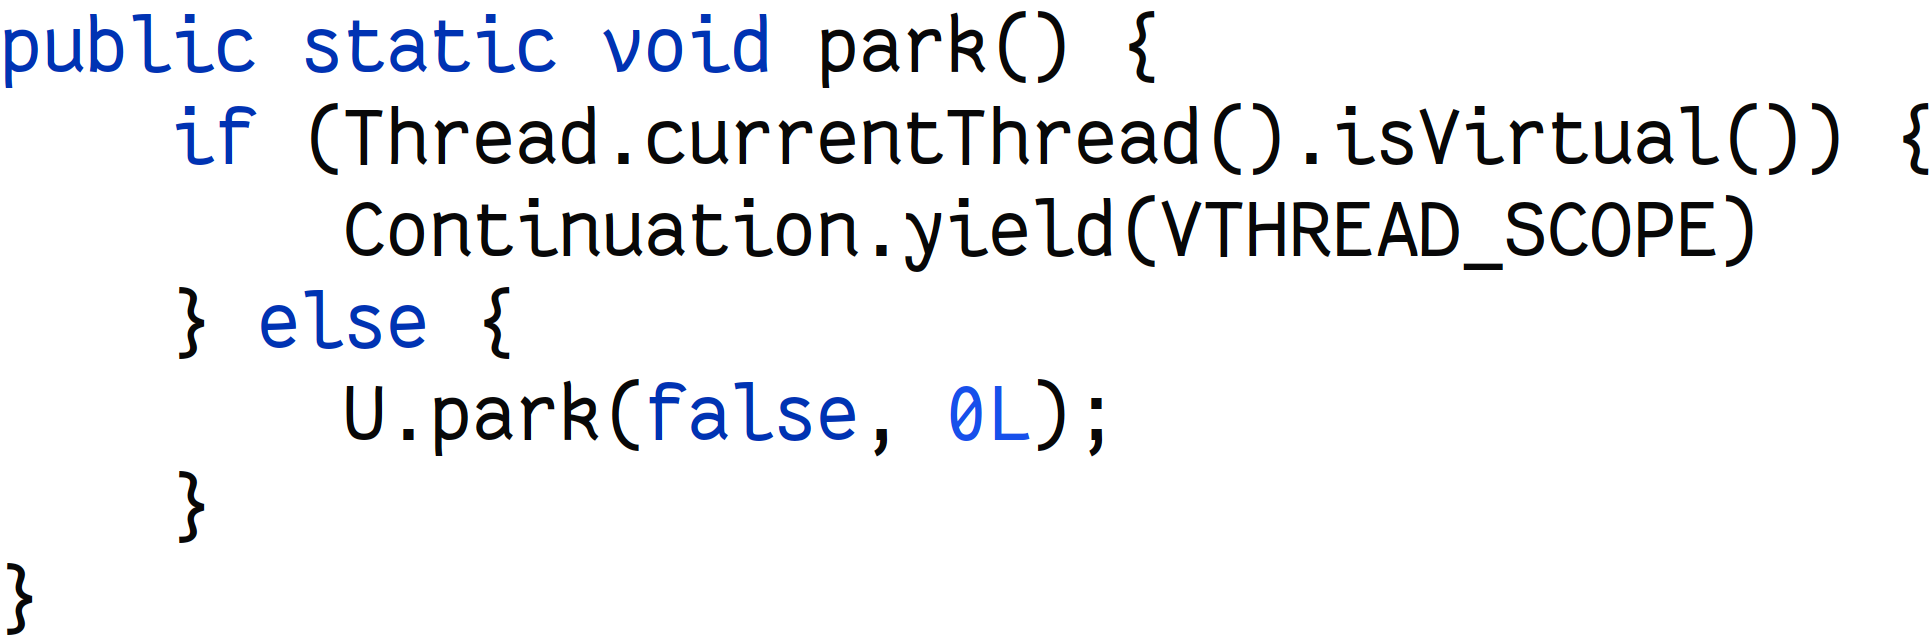 public static void park() {
    if (Thread.currentThread().isVirtual()) {
        Continuation.yield(VTHREAD_SCOPE)
    } else {
        U.park(false, 0L);
    }
}